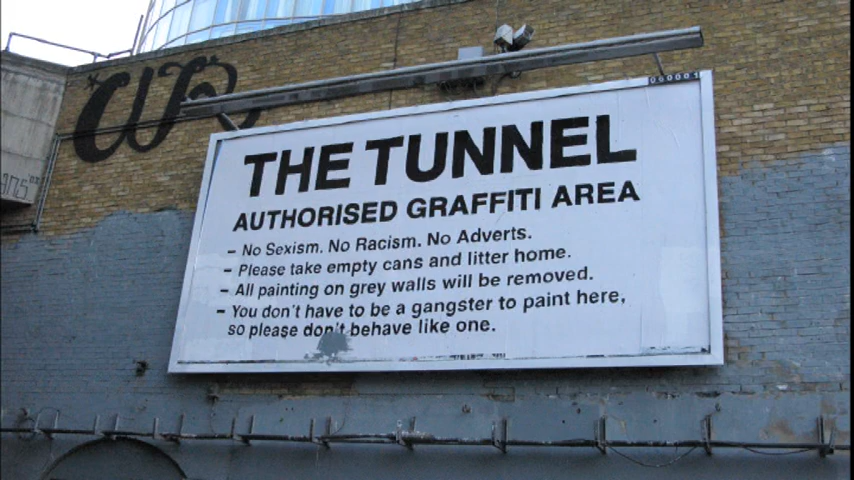 000001
THE TUNNEL
AUTHORISED GRAFFITI AREA
- No Sexism. No Racism. No Adverts.
- Please take empty cans and litter home.
- All painting on grey walls will be removed.
- You don't have to be a gangster to paint here,
so please don't behave like one.